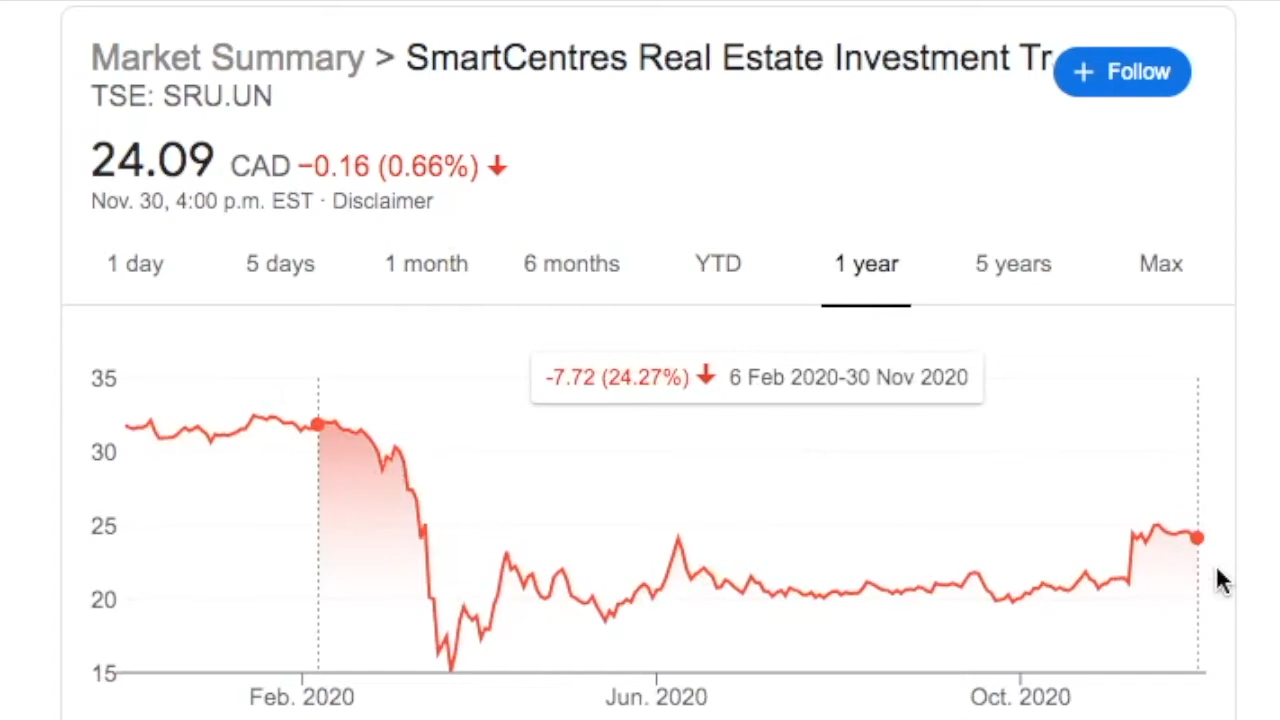 Market Summary > SmartCentres Real Estate Investment Tr
+ Follow
TSE: SRU.UN
24.09 CAD −0.16 (0.66%) ↓
Nov. 30, 4:00 p.m. EST · Disclaimer
1 day 5 days 1 month 6 months YTD 1 year 5 years Max
-7.72 (24.27%) ↓ 6 Feb 2020-30 Nov 2020
35
30
25
20
15
Feb. 2020 Jun. 2020 Oct. 2020